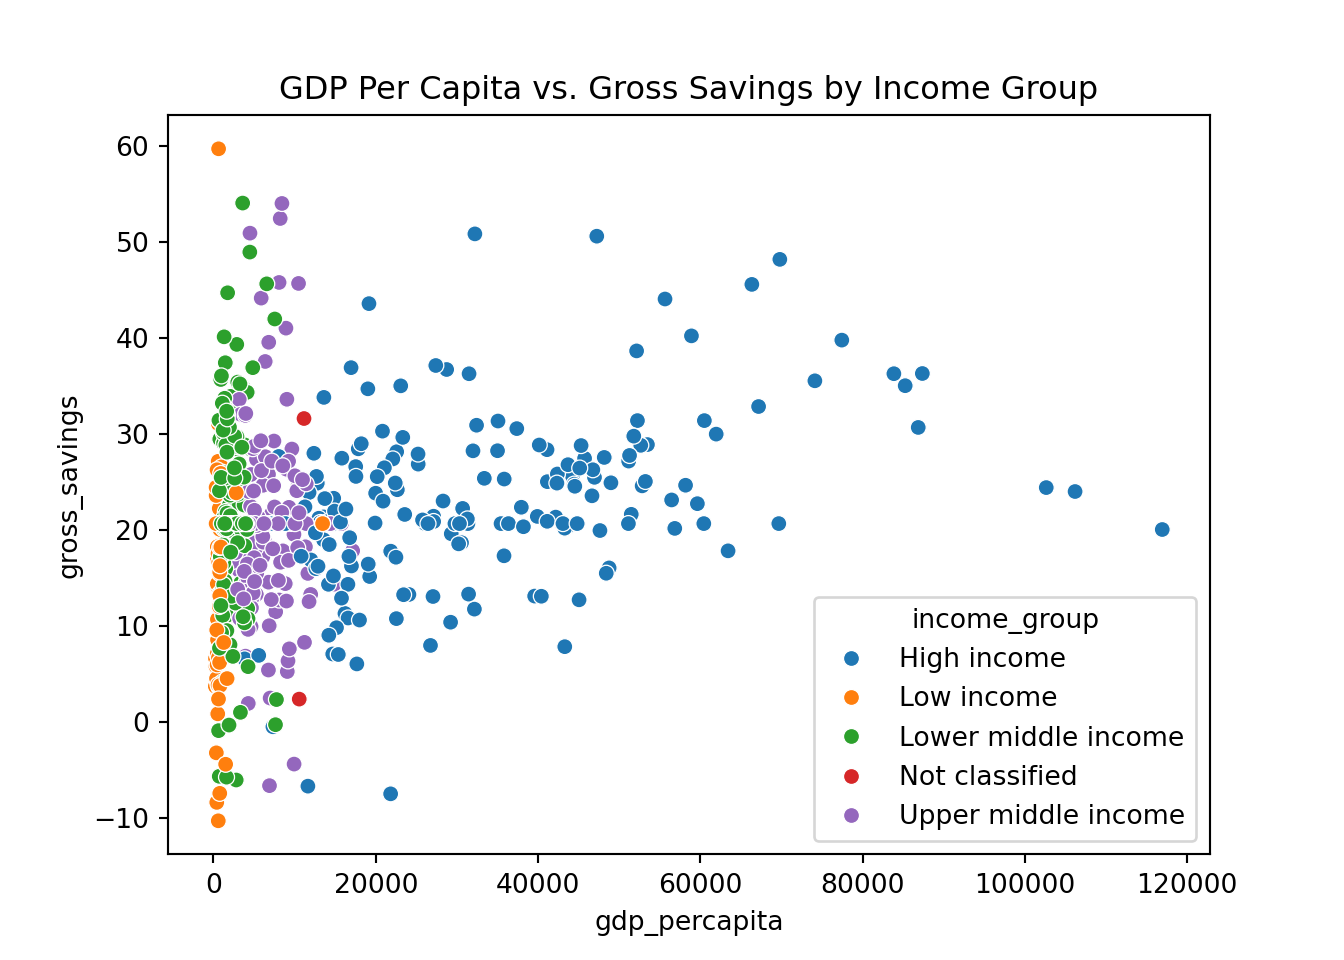 GDP Per Capita vs. Gross Savings by Income Group
60
50
40
30
20
10
0
−10
gross_savings
income_group
High income
Low income
Lower middle income
Not classified
Upper middle income
0
20000
40000
60000
80000
100000
120000
gdp_percapita